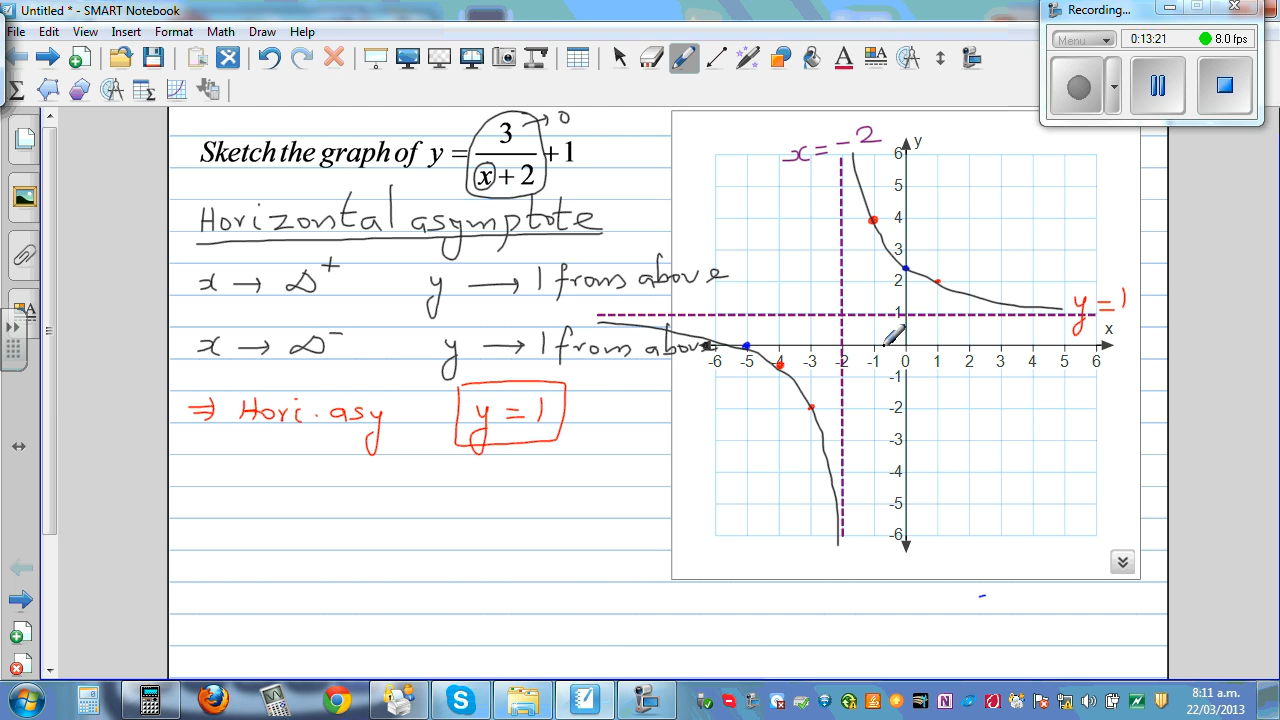 Untitled * - SMART Notebook
Recording...
File Edit View Insert Format Math Draw Help
Menu 0:13:21 8.0 fps
Sketch the graph of y = 3/(x + 2) + 1
→ 0
Horizontal asymptote
x → ∞⁺ y → 1 from above
x → ∞⁻ y → 1 from above
⇒ Hori. asy y = 1
x = -2
y
6
5
4
3
2
1
y = 1
x
-6 -5 -4 -3 -2 -1 0 1 2 3 4 5 6
-1
-2
-3
-4
-5
-6
8:11 a.m.
22/03/2013